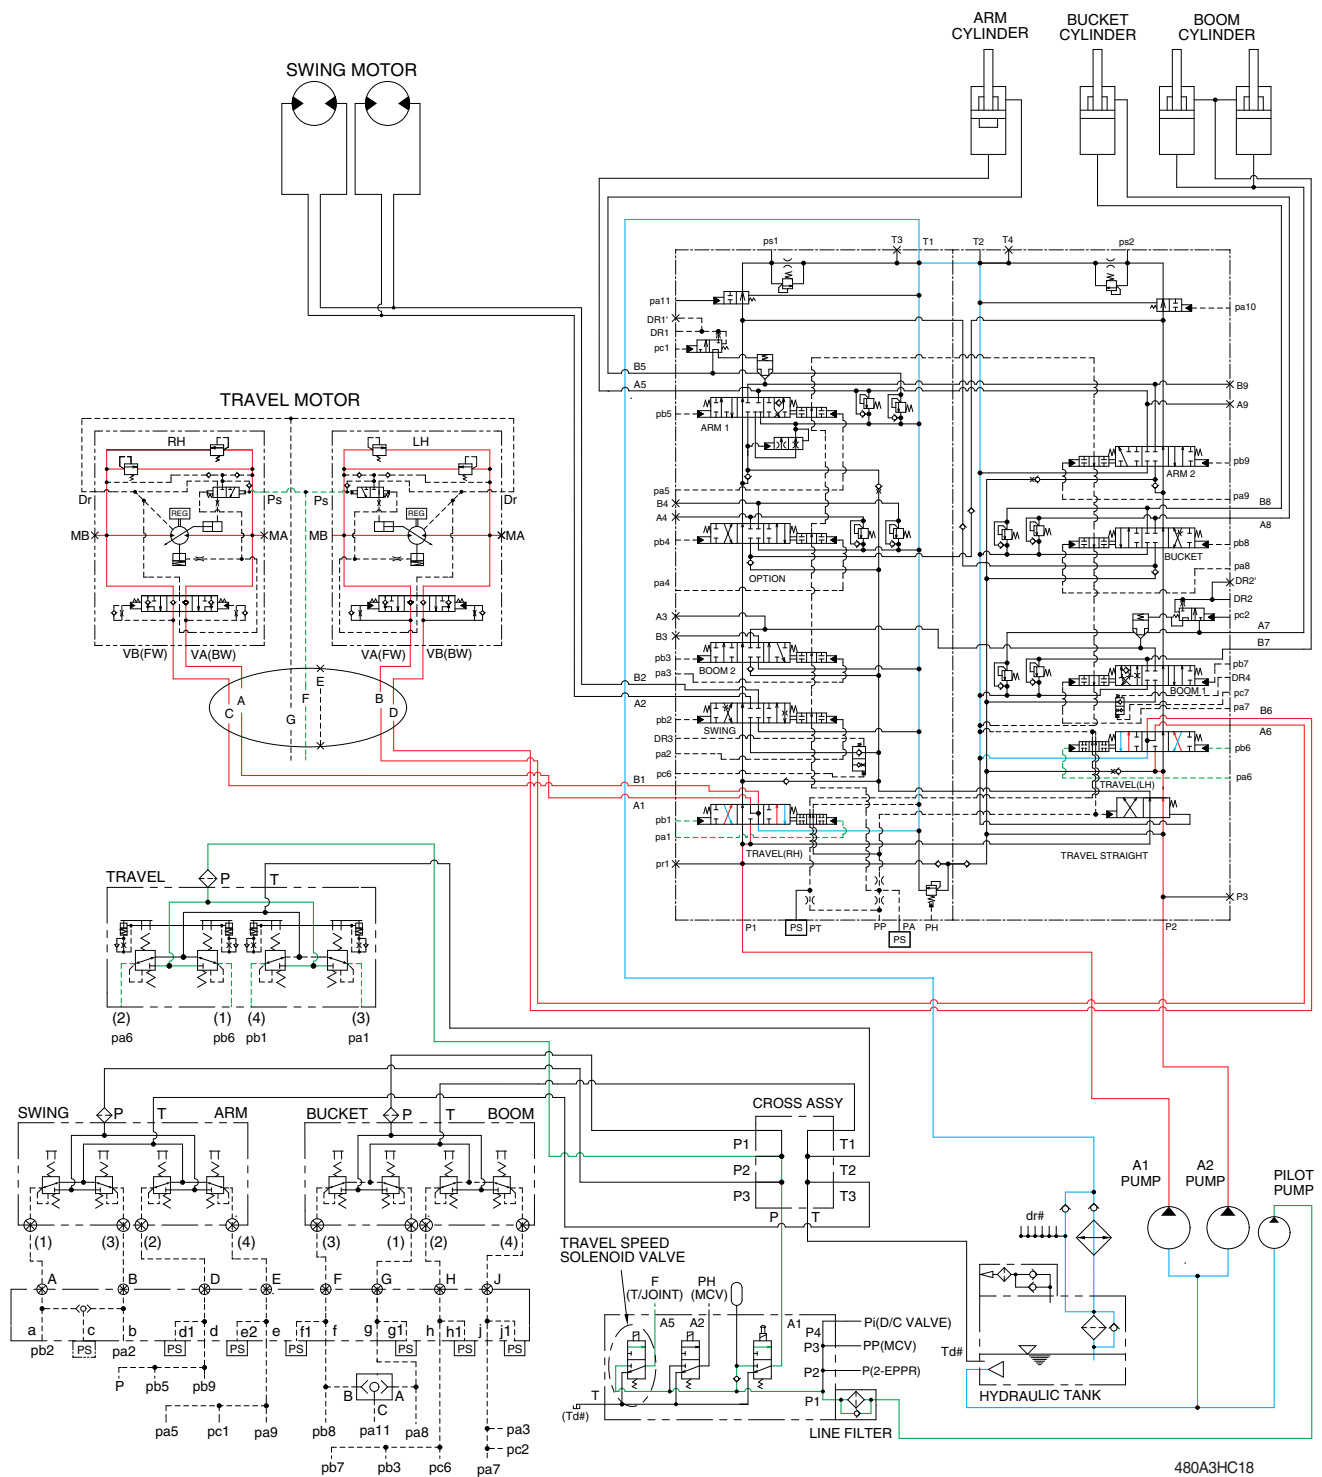 ARM
CYLINDER
BUCKET
CYLINDER
BOOM
CYLINDER
SWING MOTOR
ps1
T3
T1
T2
T4
ps2
pa11
pa10
DR1'
DR1
pc1
B5
A5
B9
A9
pb5
ARM 1
TRAVEL MOTOR
RH
LH
pb9
ARM 2
pa5
pa9
Dr
Ps
Ps
Dr
B4
B8
A4
A8
REG
REG
MB
MA
MB
MA
pb4
pb8
BUCKET
OPTION
pa8
pa4
DR2'
DR2
A3
pc2
B3
A7
B7
VB(FW)
VA(BW)
VA(FW)
VB(BW)
pb3
pa3
BOOM 2
pb7
DR4
pc7
BOOM 1
pa7
B2
A2
B6
A6
E
A
F
B
C
G
D
pb2
SWING
DR3
pb6
pa2
pc6
pa6
B1
TRAVEL(LH)
A1
pb1
pa1
TRAVEL(RH)
TRAVEL STRAIGHT
pr1
P3
TRAVEL
P
T
P1
PS
PT
PP
PA
PS
PH
P2
(2)
(1)
(4)
(3)
pa6
pb6
pb1
pa1
SWING
P
T
ARM
BUCKET
P
T
BOOM
CROSS ASSY
P1
T1
P2
T2
P3
T3
P
T
A1
PUMP
A2
PUMP
PILOT
PUMP
dr#
(1)
(3)
(2)
(4)
(3)
(1)
(2)
(4)
TRAVEL SPEED
SOLENOID VALVE
F
(T/JOINT)
PH
(MCV)
A
B
D
E
F
G
H
J
A5
A2
A1
P4
Pi(D/C VALVE)
P3
PP(MCV)
P2
P(2-EPPR)
P1
T
(Td#)
LINE FILTER
Td#
HYDRAULIC TANK
a
c
b
d1
d
e2
e
f1
f
g
g1
h
h1
j
j1
pb2
PS
pa2
PS
PS
PS
PS
PS
PS
P
pb5
pb9
B
A
C
pa5
pc1
pa9
pb8
pa11
pa8
pa3
pc2
pb7
pb3
pc6
pa7
480A3HC18